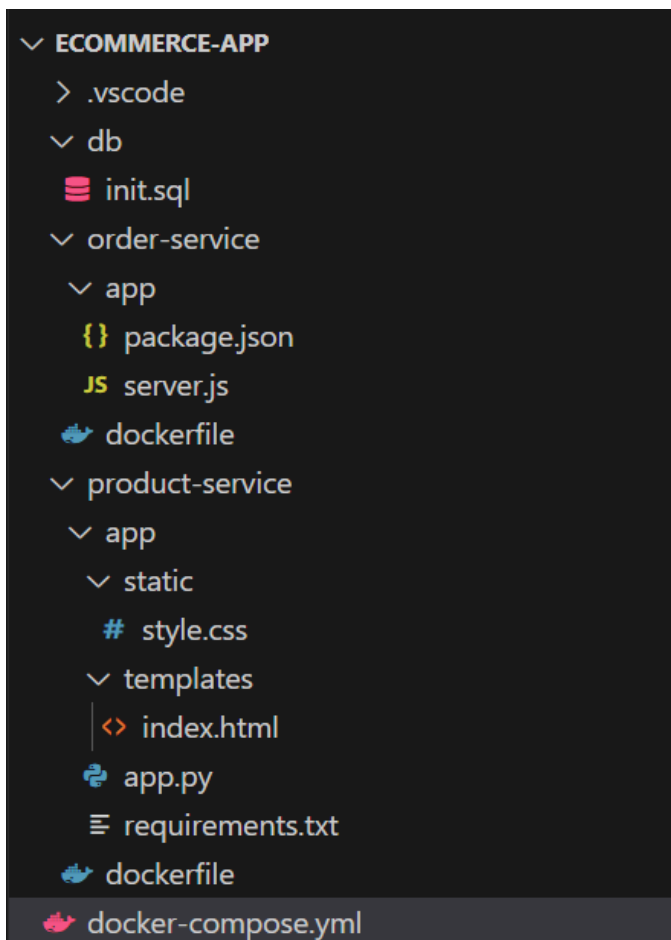 ECOMMERCE-APP
.vscode
db
init.sql
order-service
app
{} package.json
JS server.js
dockerfile
product-service
app
static
# style.css
templates
<> index.html
app.py
requirements.txt
dockerfile
docker-compose.yml